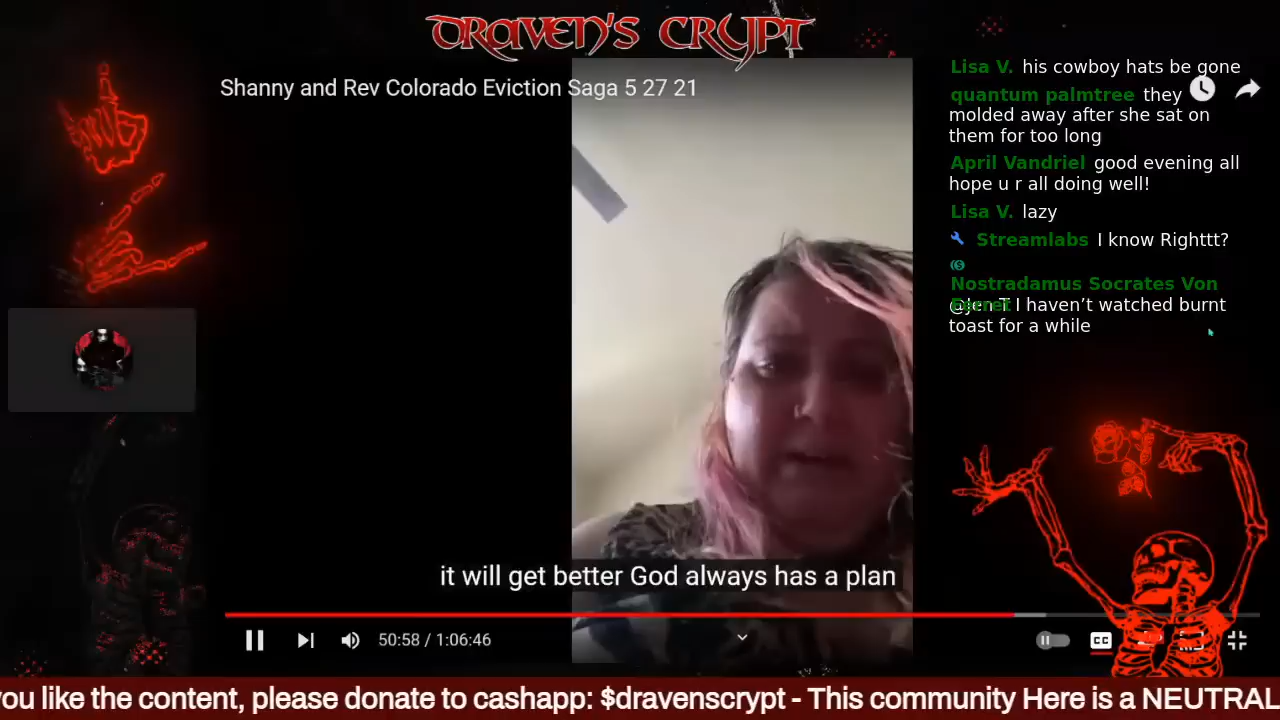 DRAVEN'S CRYPT
Shanny and Rev Colorado Eviction Saga 5 27 21
Lisa V. his cowboy hats be gone
quantum palmtree they
molded away after she sat on
them for too long
April Vandriel good evening all
hope u r all doing well!
Lisa V. lazy
Streamlabs I know Righttt?
Nostradamus Socrates Von
Ferret
@Jen T I haven't watched burnt
toast for a while
it will get better God always has a plan
50:58 / 1:06:46
CC
you like the content, please donate to cashapp: $dravenscrypt - This community Here is a NEUTRAL